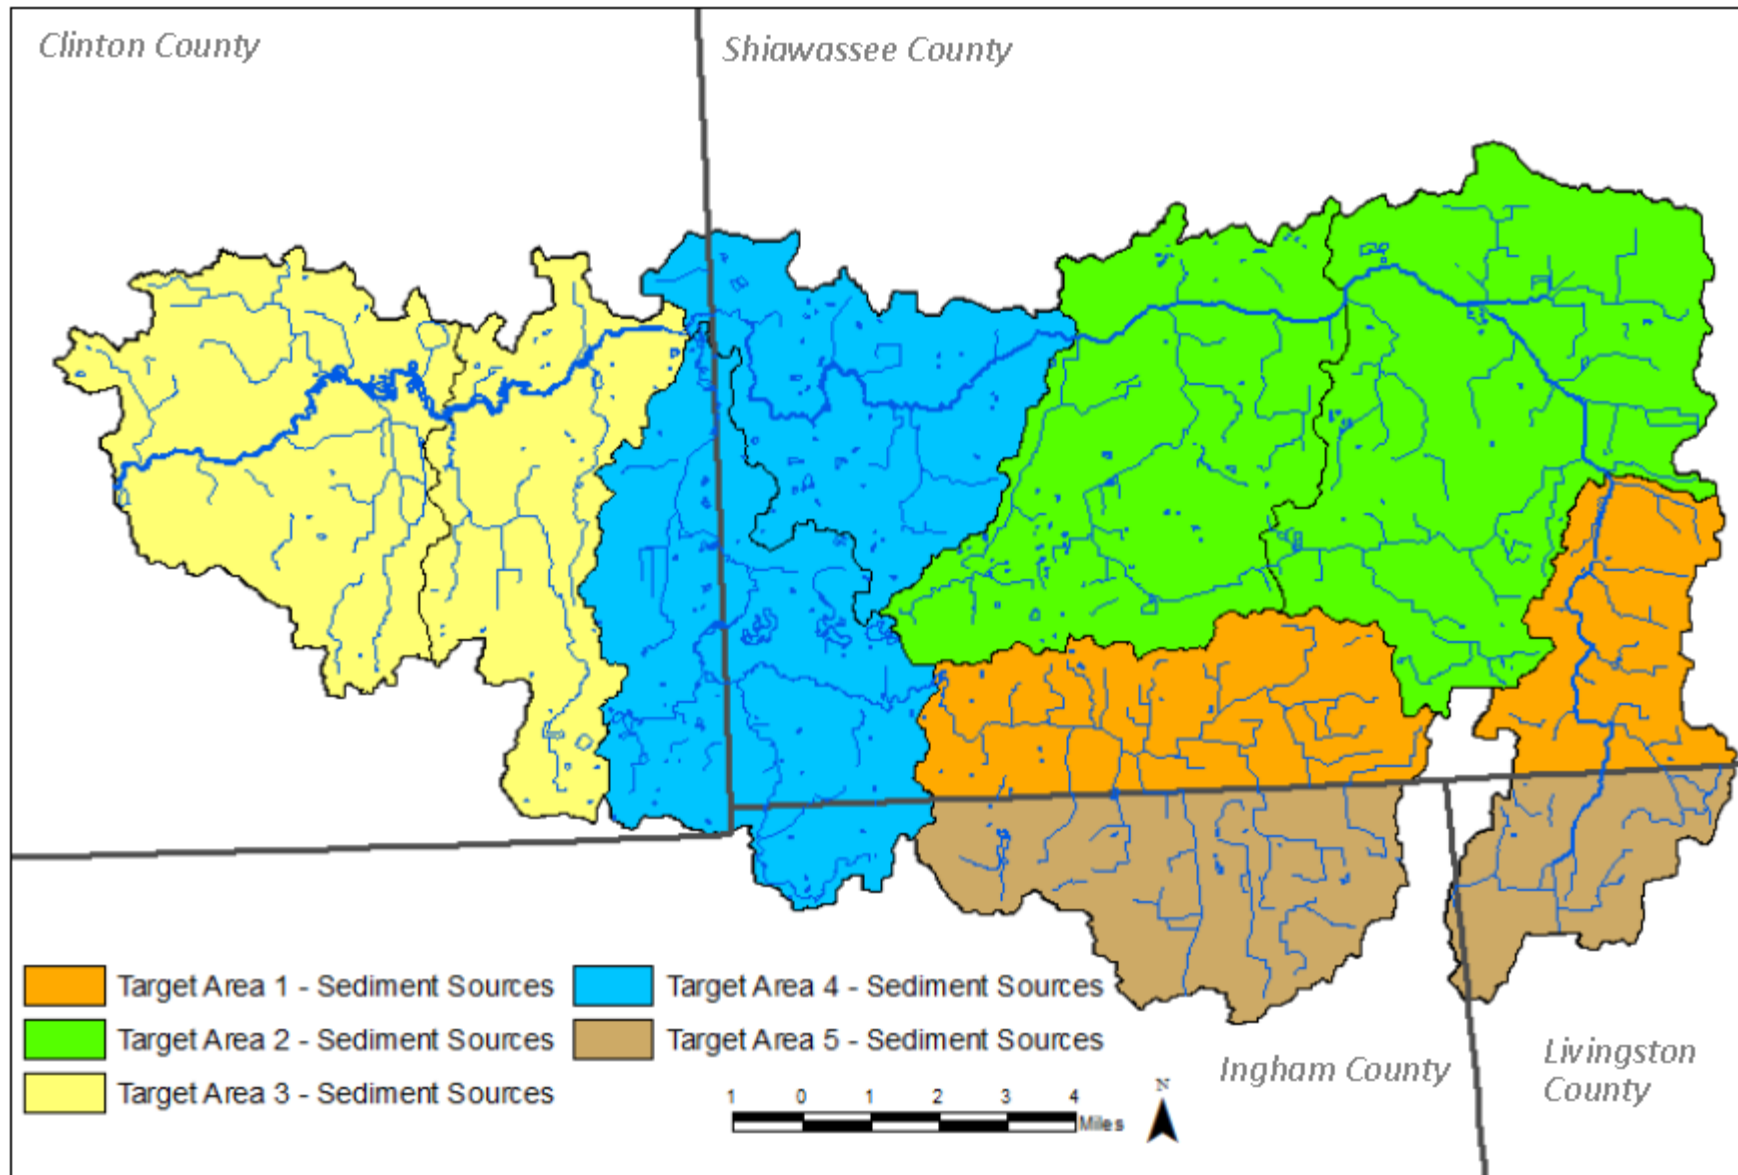 Clinton County
Shiawassee County
Target Area 1 - Sediment Sources
Target Area 2 - Sediment Sources
Target Area 3 - Sediment Sources
Target Area 4 - Sediment Sources
Target Area 5 - Sediment Sources
Ingham County
Livingston
County
1 0 1 2 3 4
Miles
N